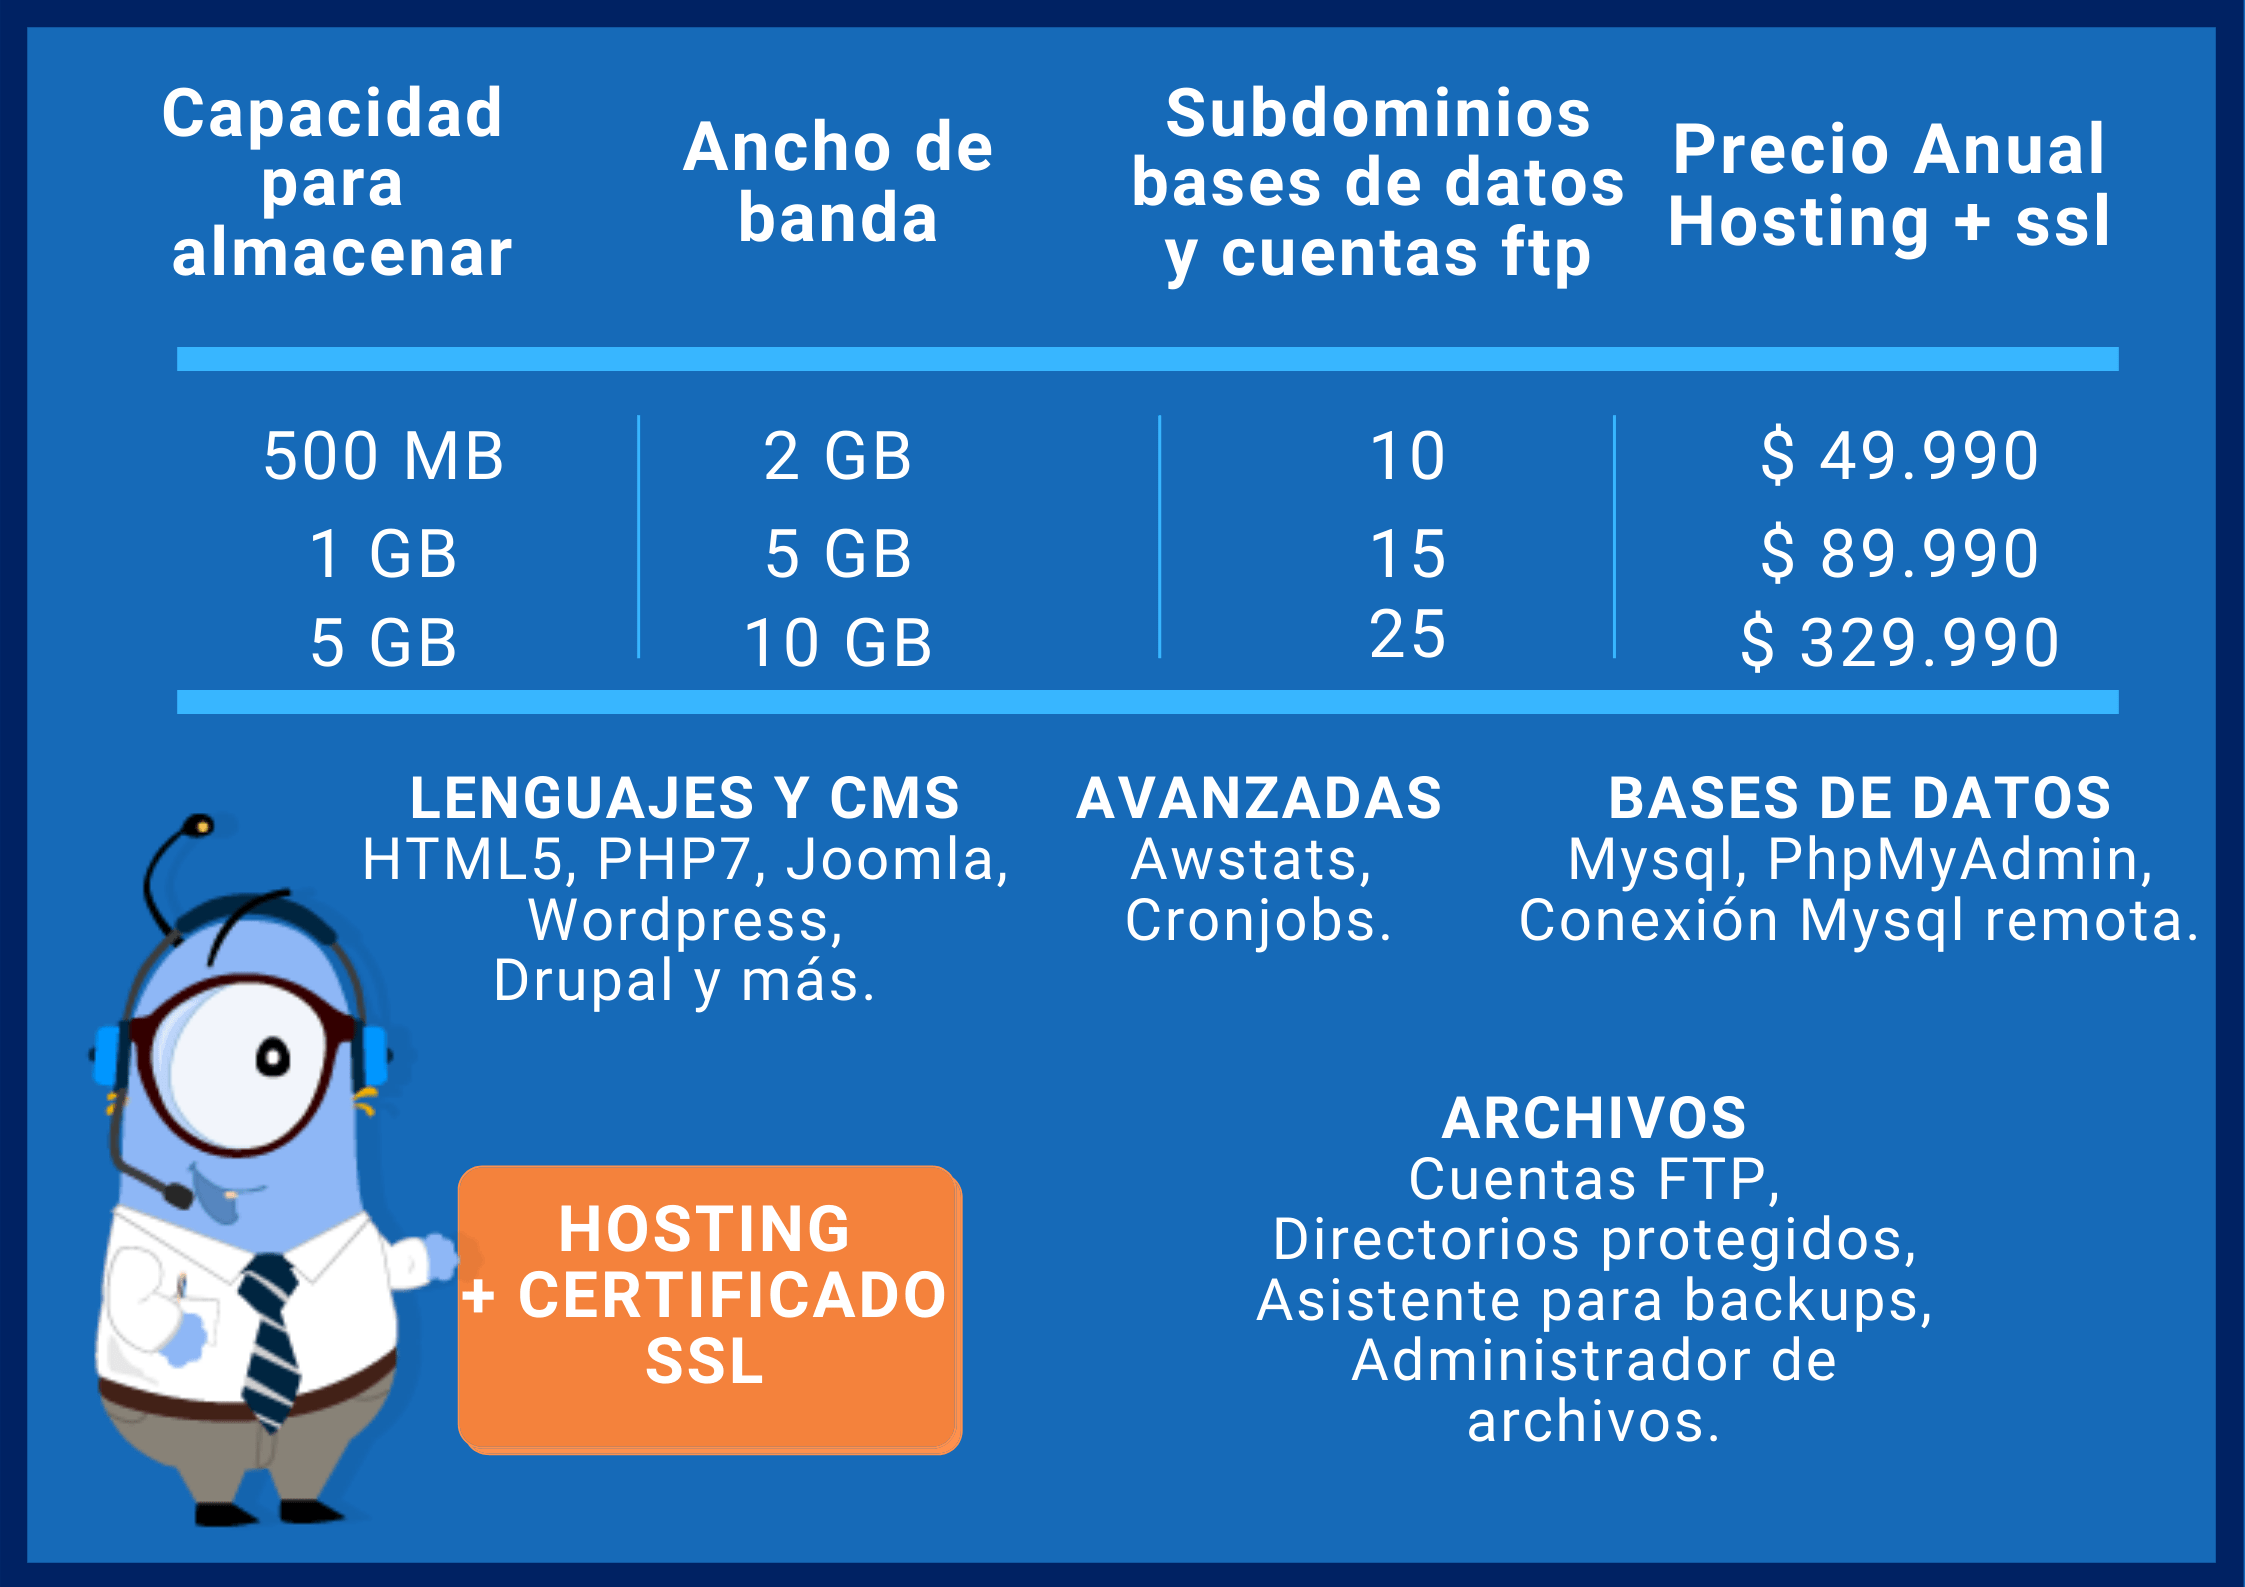 Capacidad
para
almacenar
Ancho de
banda
Subdominios
bases de datos
y cuentas ftp
Precio Anual
Hosting + ssl
500 MB
2 GB
10
$ 49.990
1 GB
5 GB
15
$ 89.990
5 GB
10 GB
25
$ 329.990
LENGUAJES Y CMS
HTML5, PHP7, Joomla,
Wordpress,
Drupal y más.
AVANZADAS
Awstats,
Cronjobs.
BASES DE DATOS
Mysql, PhpMyAdmin,
Conexión Mysql remota.
HOSTING
+ CERTIFICADO
SSL
ARCHIVOS
Cuentas FTP,
Directorios protegidos,
Asistente para backups,
Administrador de
archivos.